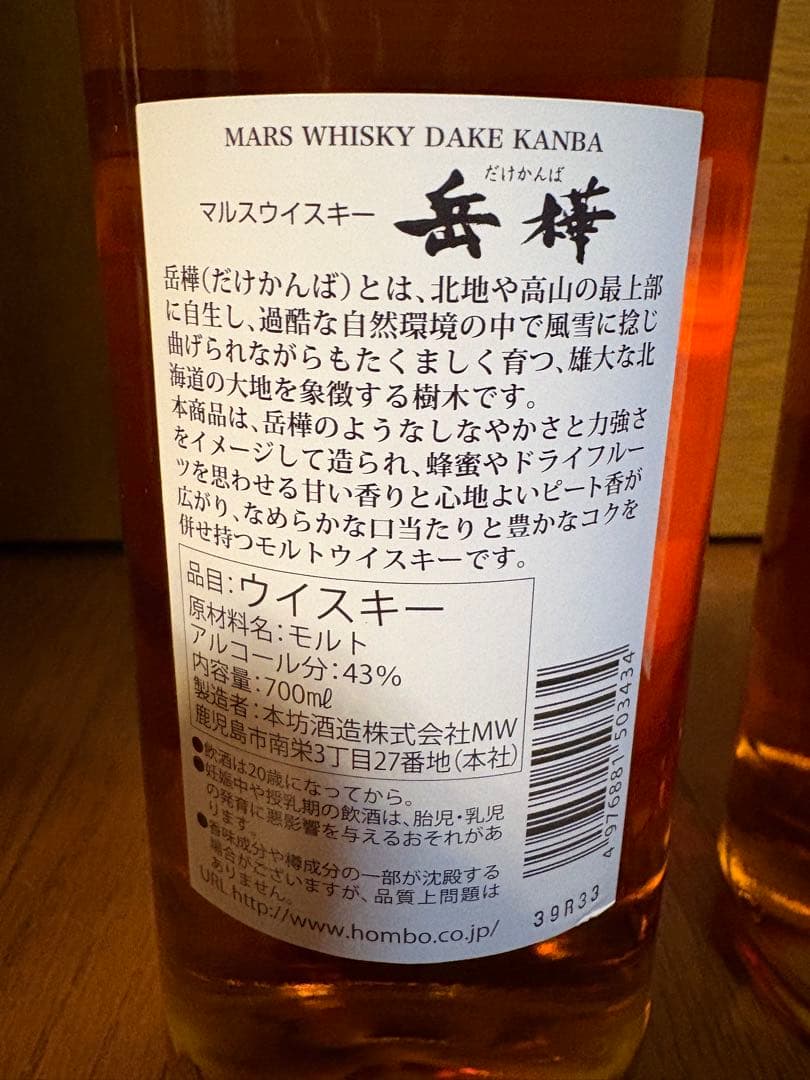 MARS WHISKY DAKE KANBA
だけかんば
マルスウイスキー 岳樺
岳樺(だけかんば)とは、北地や高山の最上部
に自生し、過酷な自然環境の中で風雪に捻じ
曲げられながらもたくましく育つ、雄大な北
海道の大地を象徴する樹木です。
本商品は、岳樺のようなしなやかさと力強さ
をイメージして造られ、蜂蜜やドライフルー
ツを思わせる甘い香りと心地よいピート香が
広がり、なめらかな口当たりと豊かなコクを
併せ持つモルトウイスキーです。
品目:ウイスキー
原材料名:モルト
アルコール分:43%
内容量:700㎖
製造者:本坊酒造株式会社MW
鹿児島市南栄3丁目27番地(本社)
●飲酒は20歳になってから。
●妊娠中や授乳期の飲酒は、胎児・乳児
の発育に悪影響を与えるおそれがあ
ります。
●香味成分や樽成分の一部が沈殿する
場合がございますが、品質上問題は
ありません。
URL http://www.hombo.co.jp/
4 976881 503434
39R33